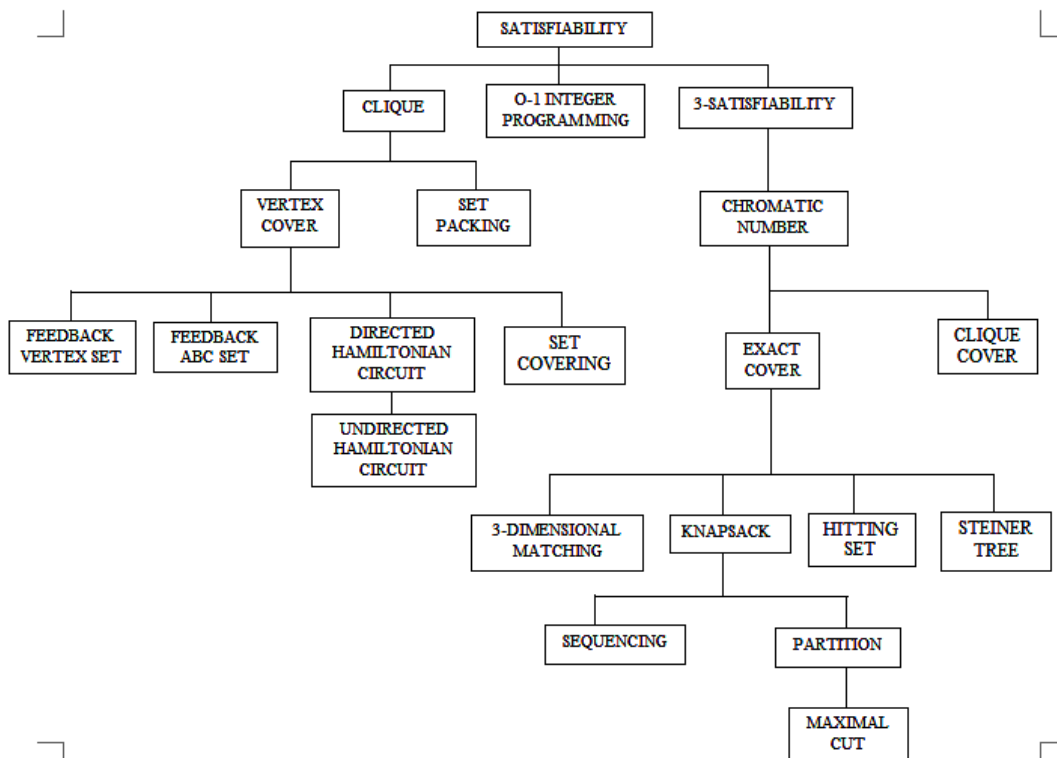 SATISFIABILITY
CLIQUE
O-1 INTEGER
PROGRAMMING
3-SATISFIABILITY
VERTEX
COVER
SET
PACKING
CHROMATIC
NUMBER
FEEDBACK
VERTEX SET
FEEDBACK
ABC SET
DIRECTED
HAMILTONIAN
CIRCUIT
SET
COVERING
EXACT
COVER
CLIQUE
COVER
UNDIRECTED
HAMILTONIAN
CIRCUIT
3-DIMENSIONAL
MATCHING
KNAPSACK
HITTING
SET
STEINER
TREE
SEQUENCING
PARTITION
MAXIMAL
CUT